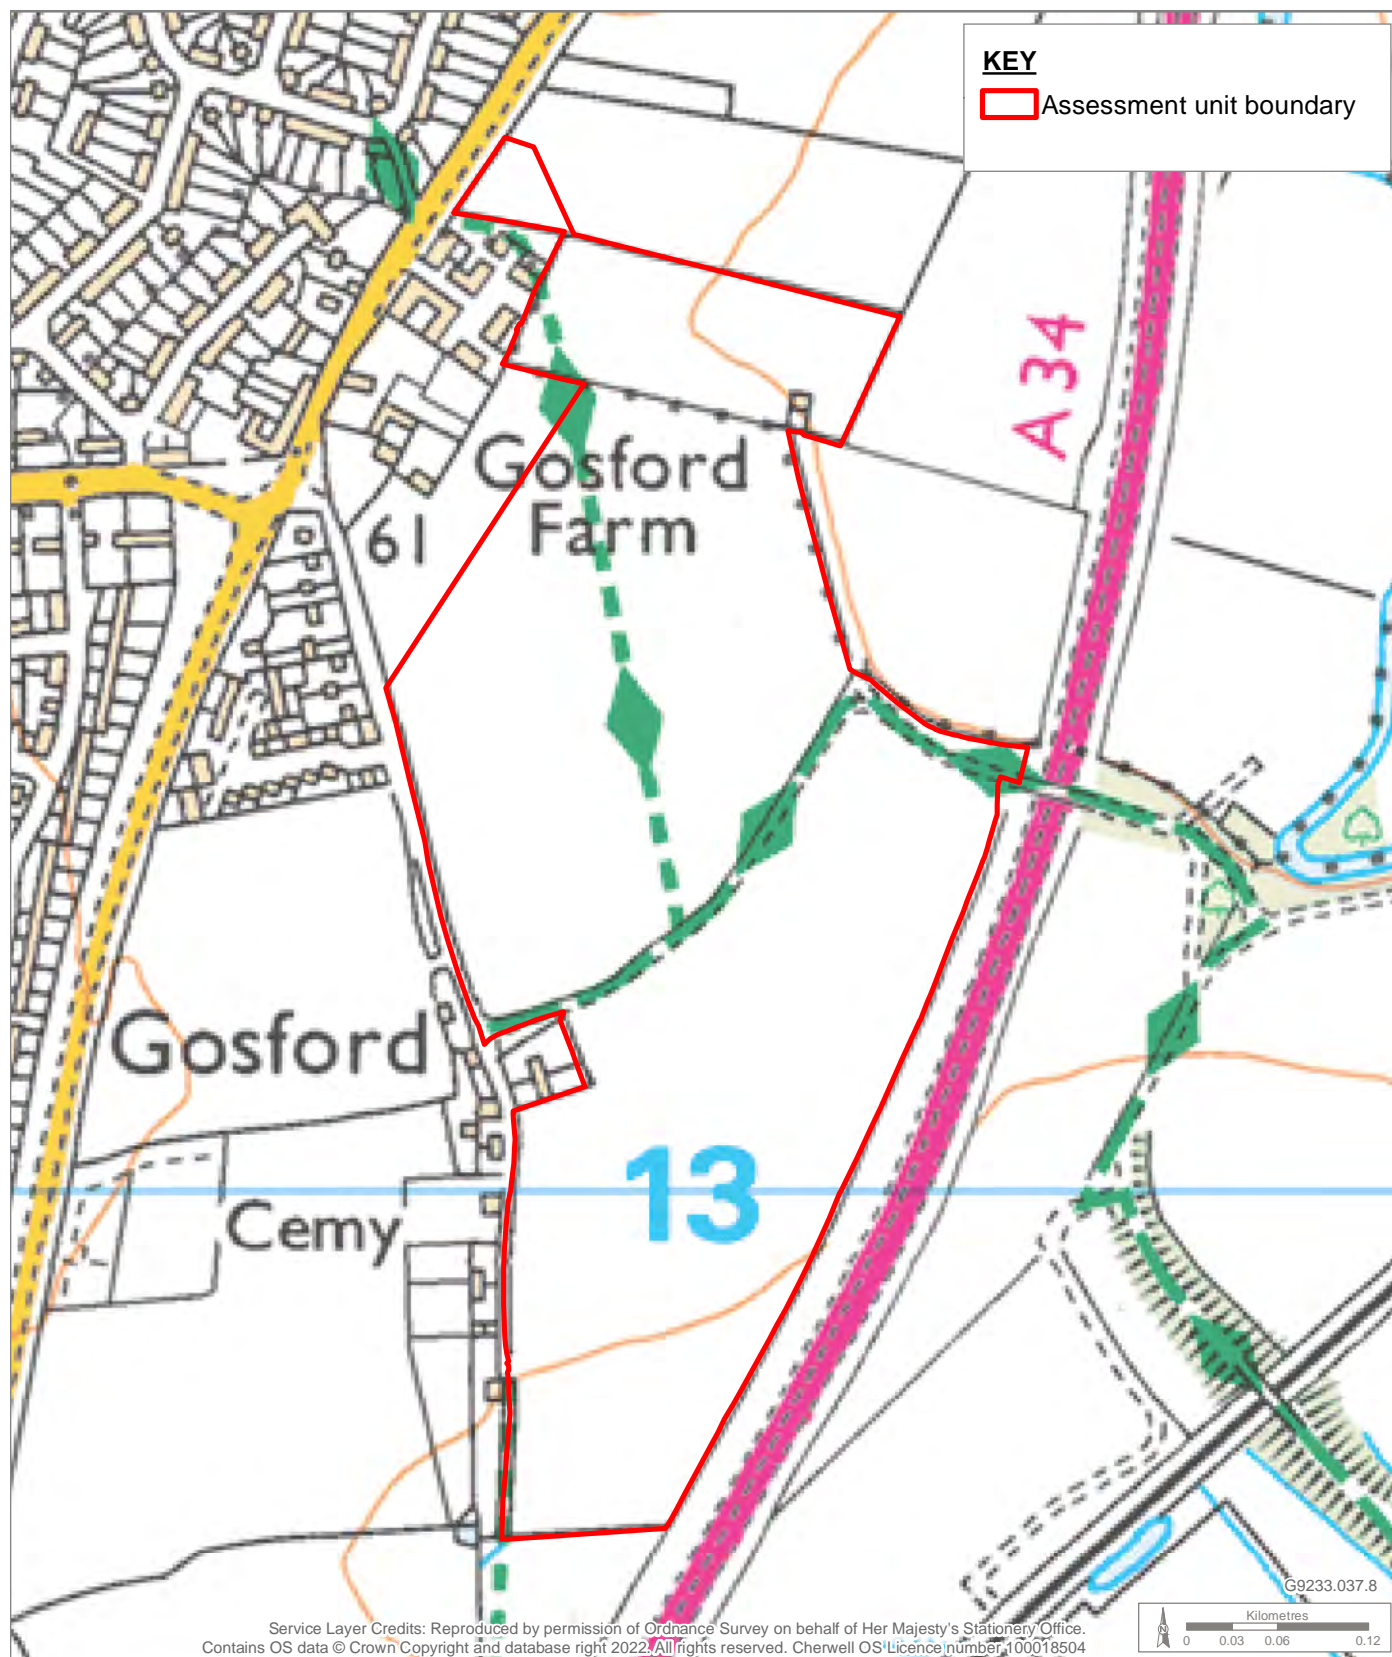 KEY
Assessment unit boundary
A 34
Gosford
Farm
61
Gosford
13
Cemy
G9233.037.8
Kilometres
N
0 0.03 0.06 0.12
Service Layer Credits: Reproduced by permission of Ordnance Survey on behalf of Her Majesty's Stationery Office.
Contains OS data © Crown Copyright and database right 2022. All rights reserved. Cherwell OS Licence number 100018504